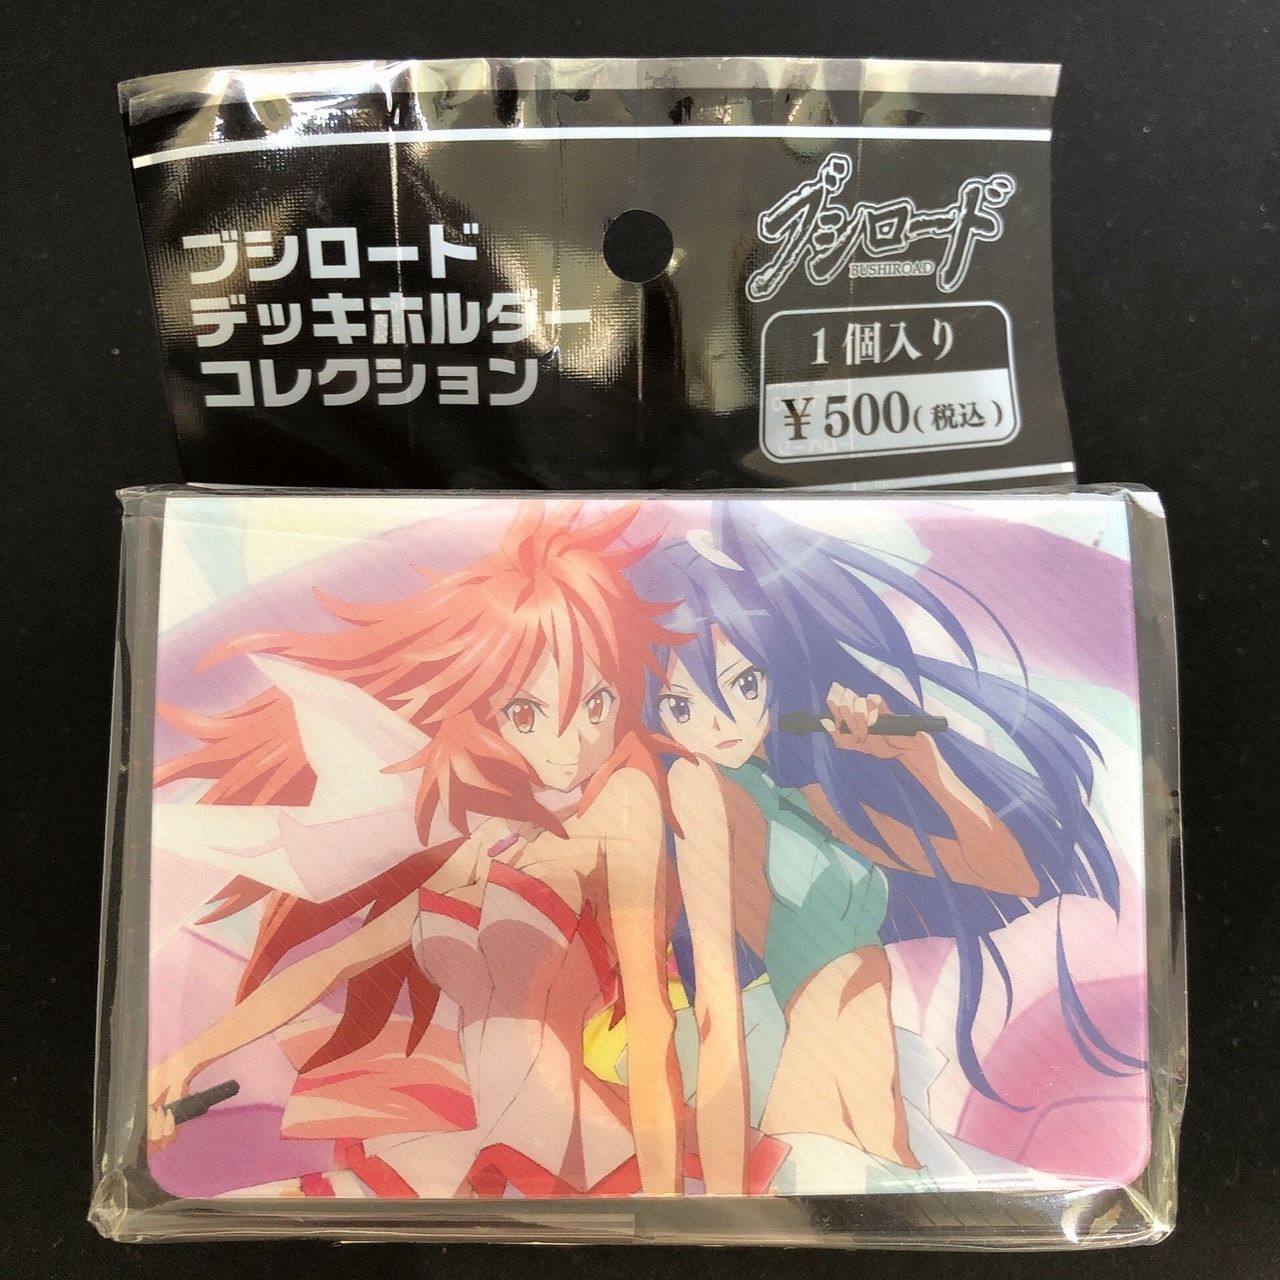 ブシロード
デッキホルダー
コレクション
ブシロード
BUSHIROAD
1個入り
¥500(税込)